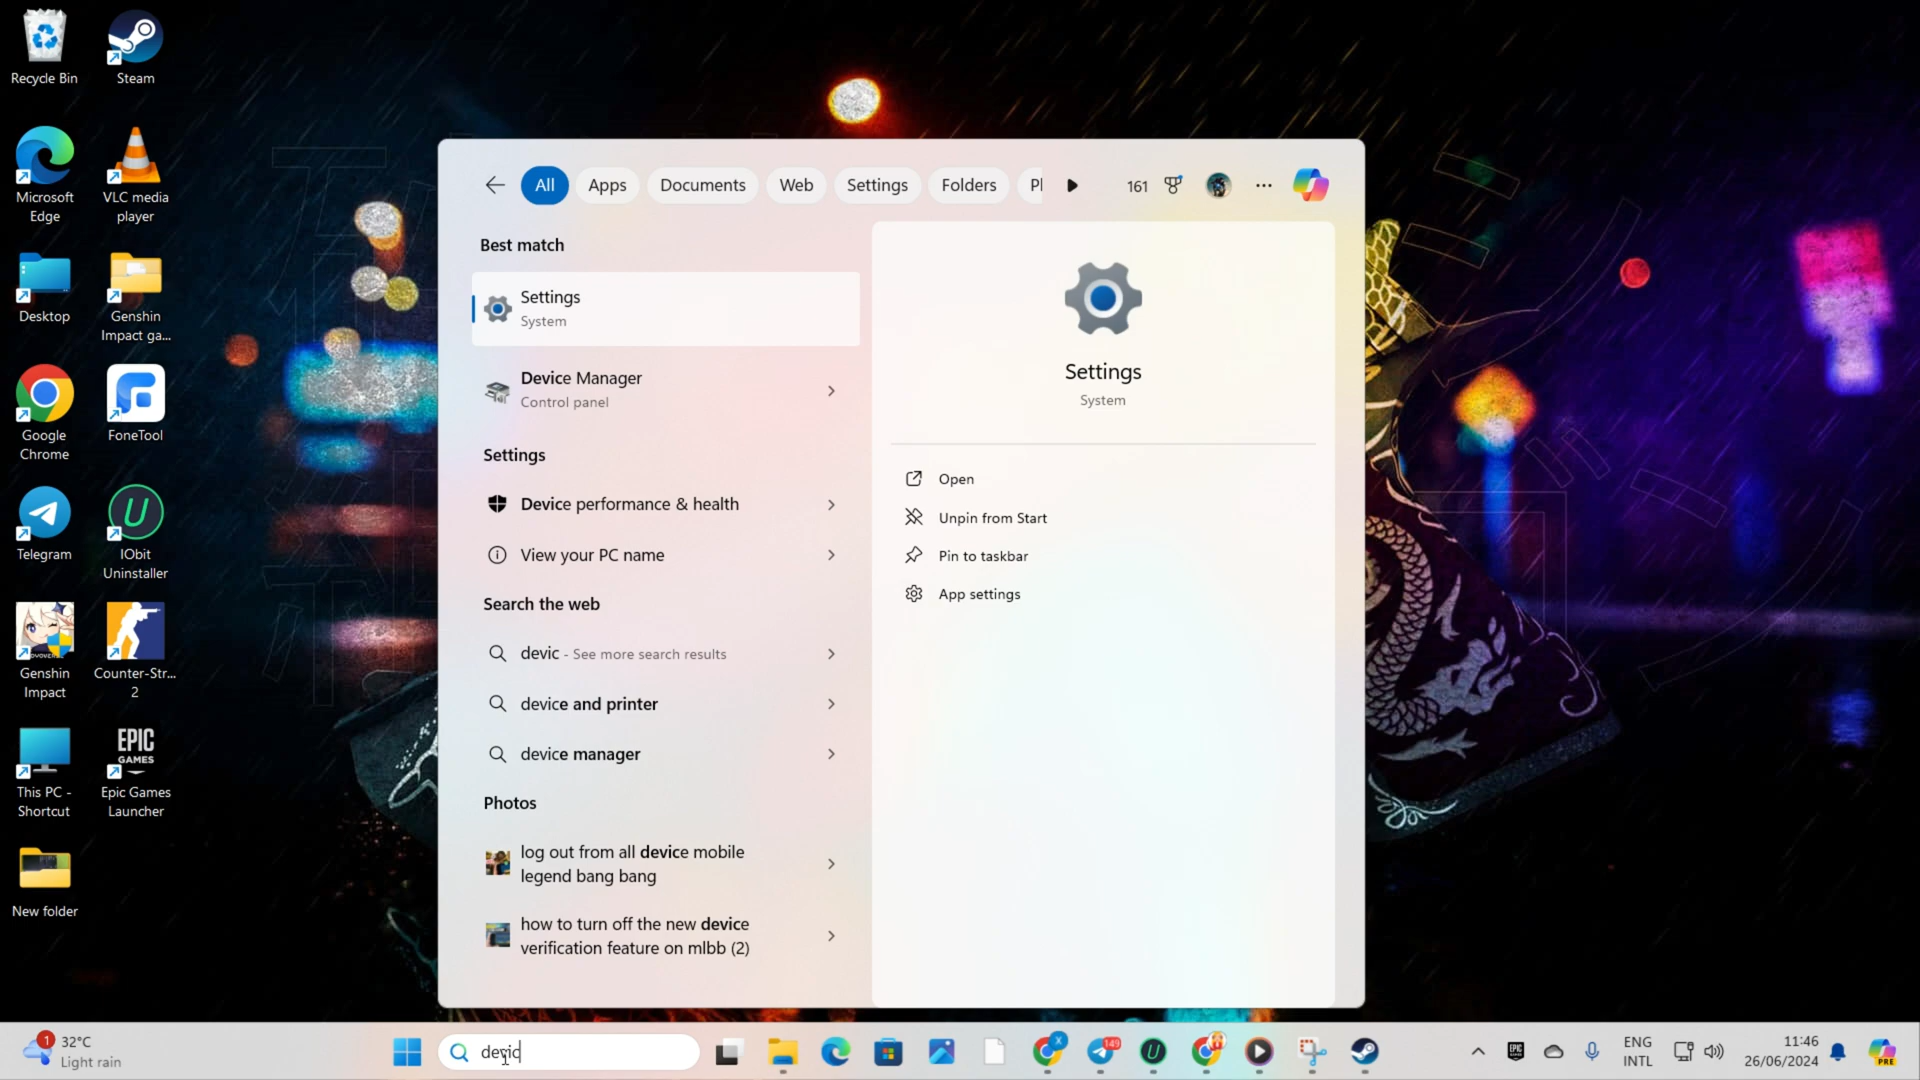 Recycle Bin
Steam
Microsoft
Edge
VLC media
player
Desktop
Genshin
Impact ga...
Google
Chrome
FoneTool
Telegram
IObit
Uninstaller
Genshin
Impact
Counter-Str...
2
This PC -
Shortcut
EPIC
GAMES
Epic Games
Launcher
New folder
All
Apps
Documents
Web
Settings
Folders
161
Best match
Settings
System
Device Manager
Control panel
Settings
Device performance & health
View your PC name
Search the web
devic - See more search results
device and printer
device manager
Photos
log out from all device mobile
legend bang bang
how to turn off the new device
verification feature on mlbb (2)
Settings
System
Open
Unpin from Start
Pin to taskbar
App settings
1
32°C
Light rain
devic
X
149
EPIC
ENG
INTL
11:46
26/06/2024
PRE